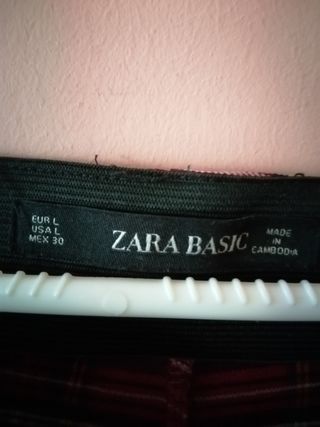 EUR L
USA L
MEX 30
ZARA BASIC
MADE
IN
CAMBODIA